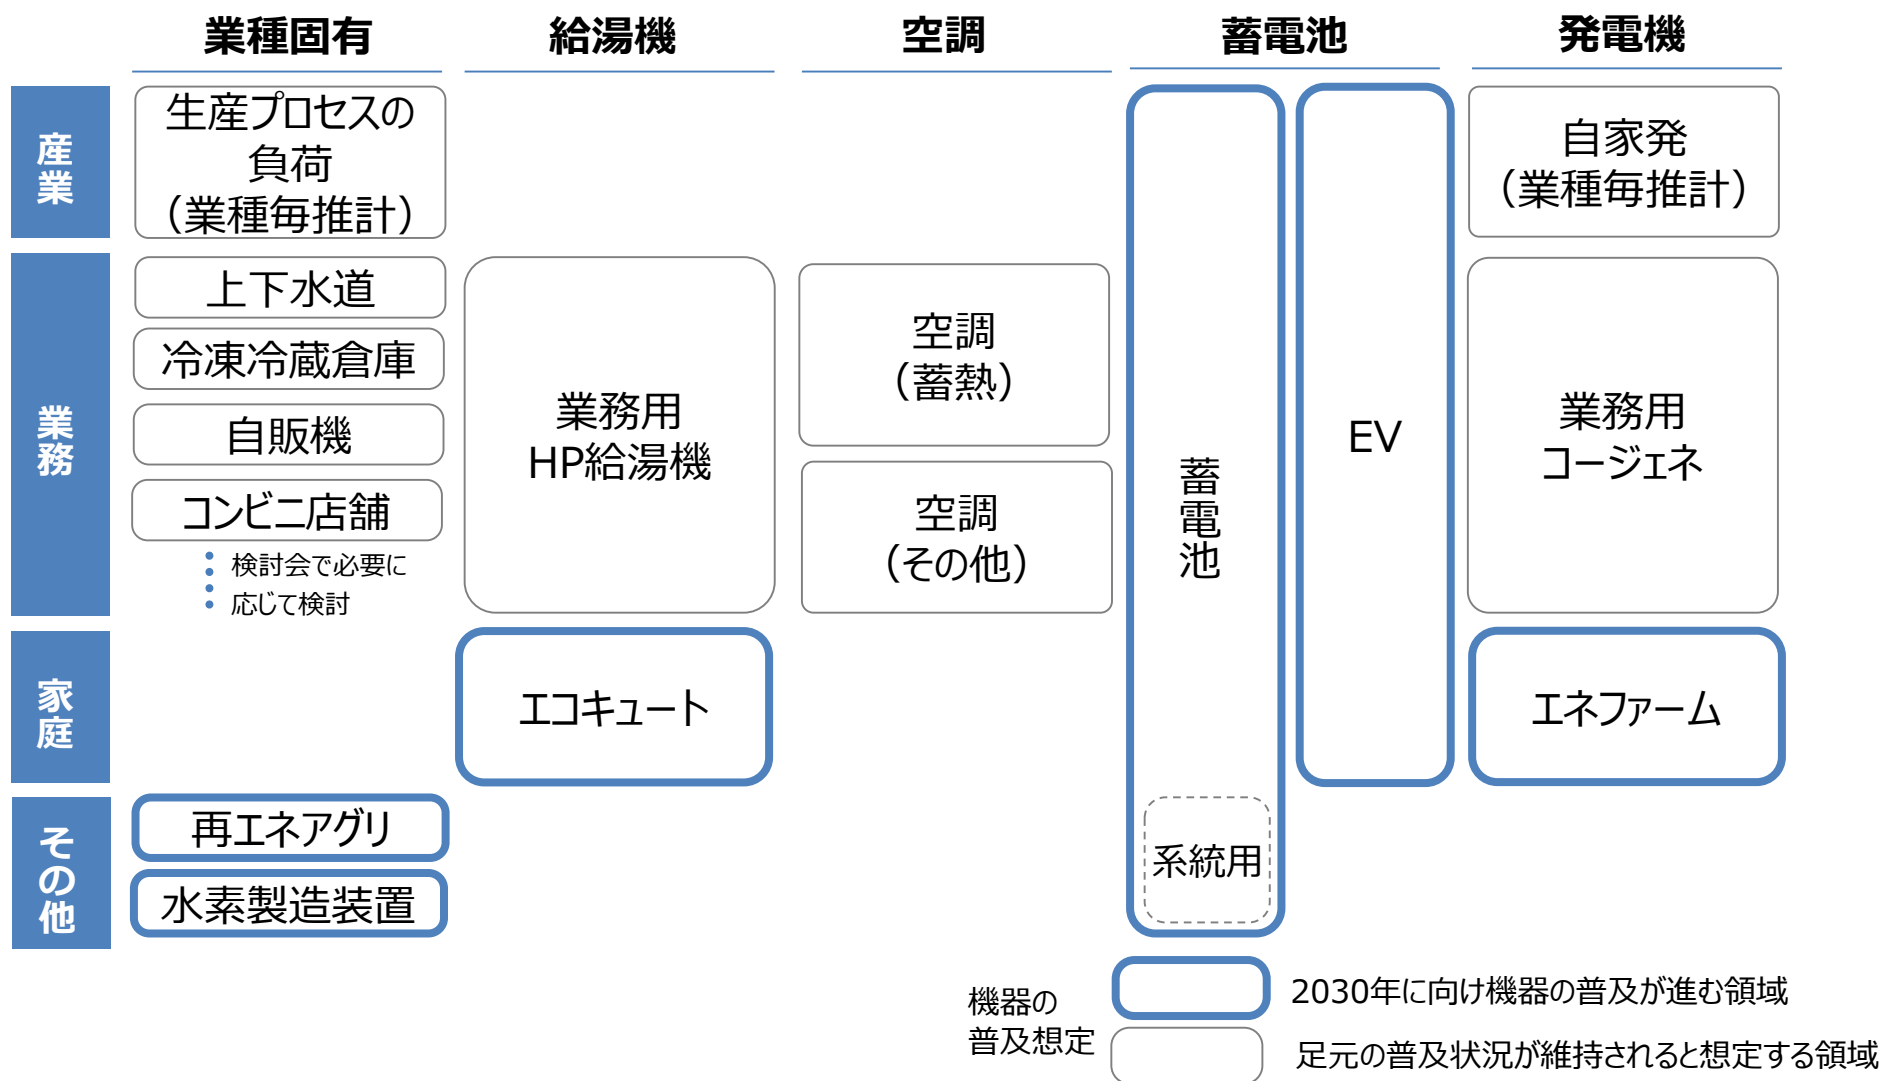 業種固有
給湯機
空調
蓄電池
発電機
産業
生産プロセスの
負荷
（業種毎推計）
自家発
（業種毎推計）
業務
上下水道
冷凍冷蔵倉庫
自販機
コンビニ店舗
検討会で必要に
応じて検討
業務用
HP給湯機
空調
（蓄熱）
空調
（その他）
蓄電池
EV
業務用
コージェネ
家庭
エコキュート
エネファーム
その他
再エネアグリ
水素製造装置
系統用
機器の
普及想定
2030年に向け機器の普及が進む領域
足元の普及状況が維持されると想定する領域